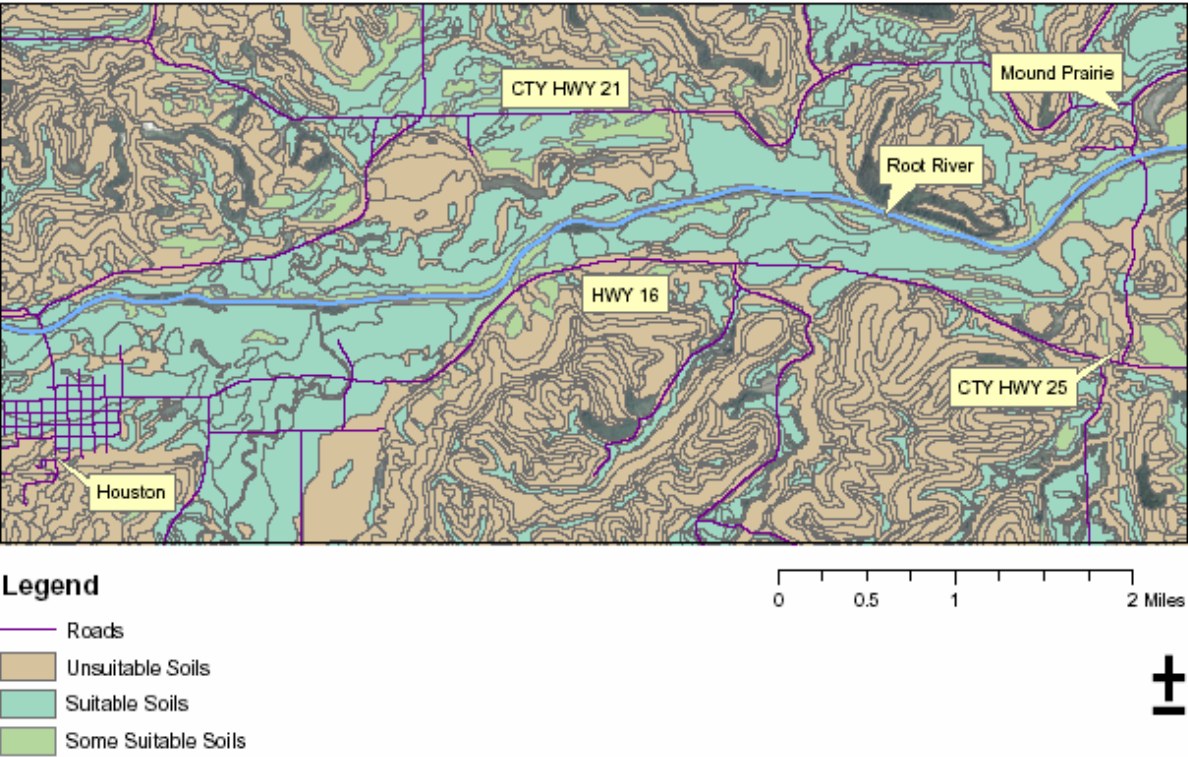 Mound Prairie
CTY HWY 21
Root River
HWY 16
CTY HWY 25
Houston
Legend
Roads
Unsuitable Soils
Suitable Soils
Some Suitable Soils
0 0.5 1 2 Miles